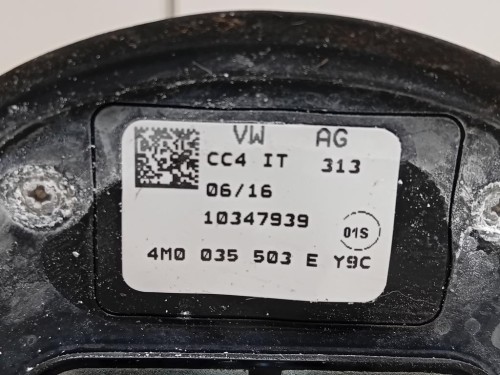 VW AG
CC4 IT 313
06/16
10347939
01S
4M0 035 503 E Y9C